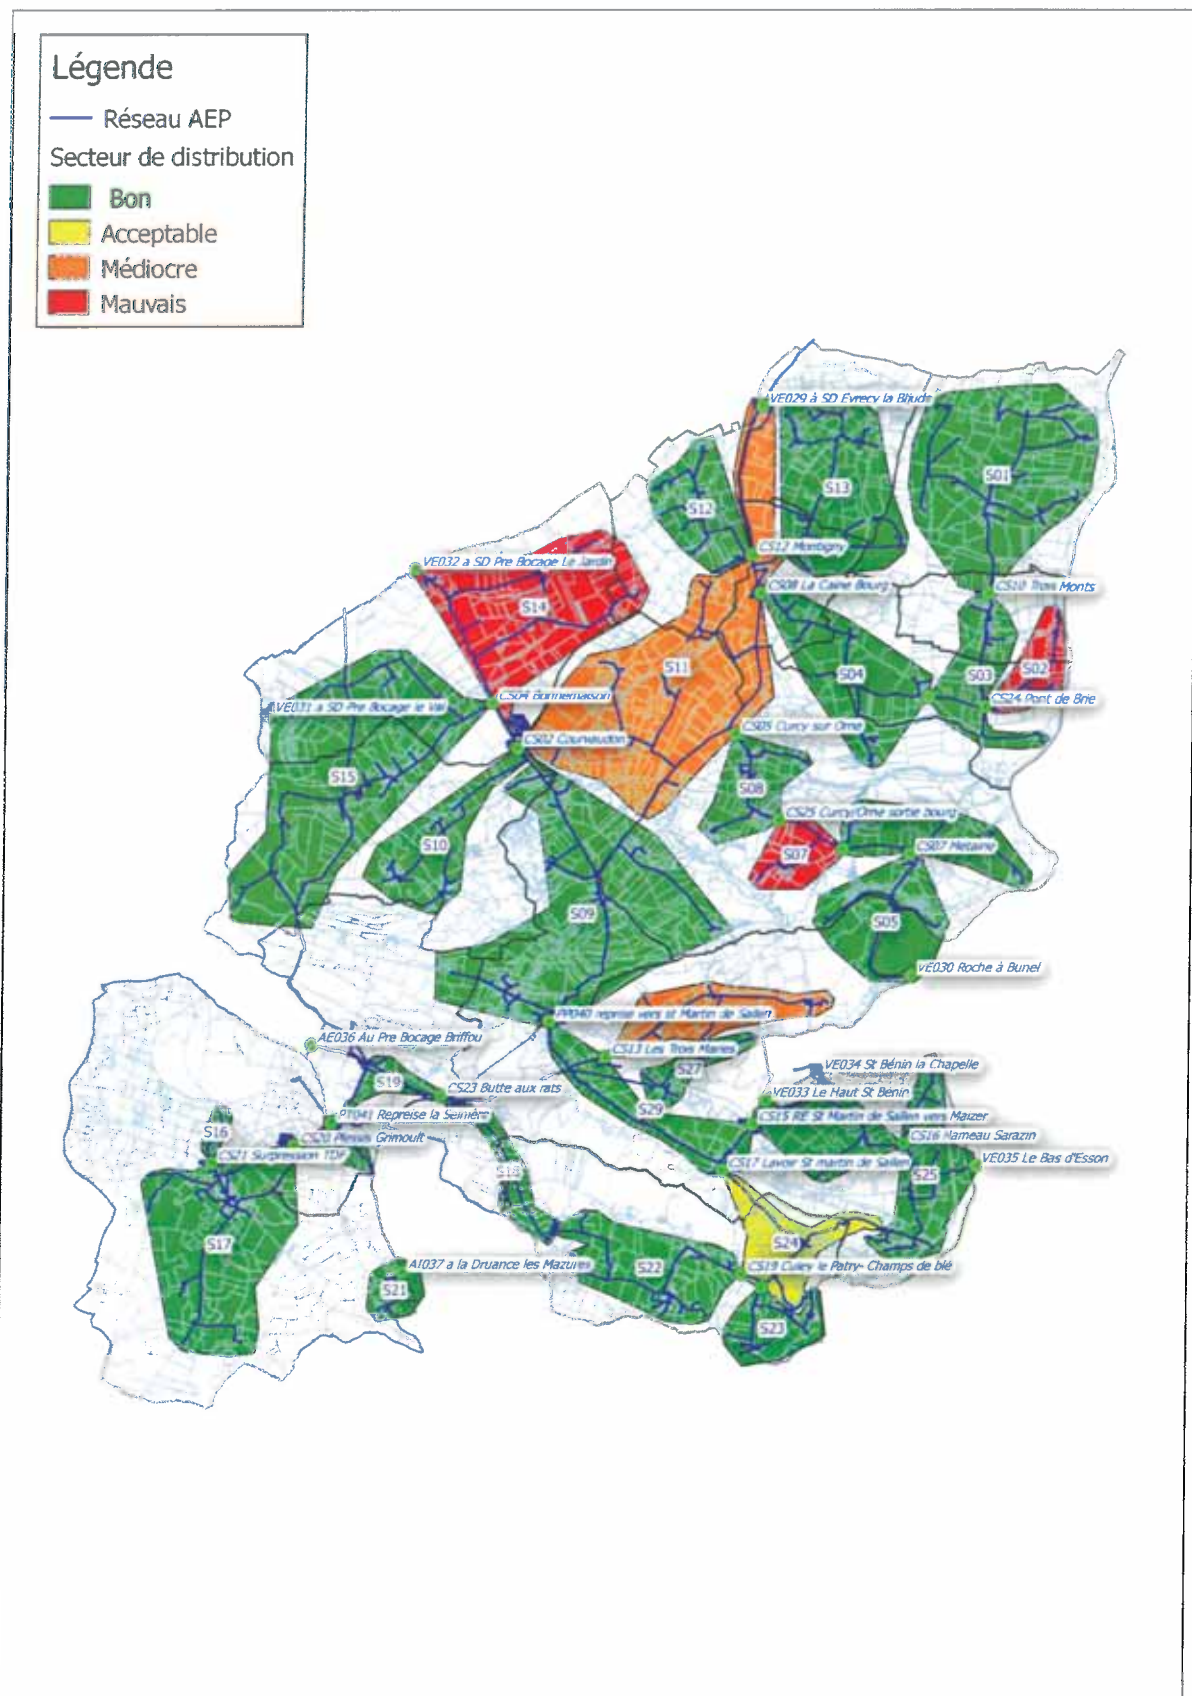 Légende
Réseau AEP
Secteur de distribution
Bon
Acceptable
Médiocre
Mauvais
VE029 à SD Evrecy la Bijude
S01
S13
S12
CS12 Montigny
VE032 a SD Pre Bocage Le Jardin
CS08 La Caine Bourg
CS10 Trois Monts
S14
S11
S04
S03
S02
CS04 Bonnemaison
CS24 Pont de Brie
VE031 a SD Pre Bocage le Val
CS05 Curcy sur Orne
CS02 Courvaudon
S15
S08
CS25 Curcy/Orne sortie bourg
S10
S07
CS07 Metairie
S09
S05
VE030 Roche à Bunel
PP040 reprise vers st Martin de Sallen
AE036 Au Pre Bocage Briffou
CS13 Les Trois Maries
VE034 St Bénin la Chapelle
S19
S27
CS23 Butte aux rats
VE033 Le Haut St Bénin
S29
Repreise la Seinière
CS15 RE St Martin de Sallen vers Maizer
S16
CS20 Plessis Grimoult
CS16 Hameau Sarazin
CS21 Surpression TDF
CS17 Lavoir St martin de Sallen
VE035 Le Bas d'Esson
S18
S25
S17
S24
AI037 a la Druance les Mazures
S22
CS19 Culey le Patry- Champs de blé
S21
S23